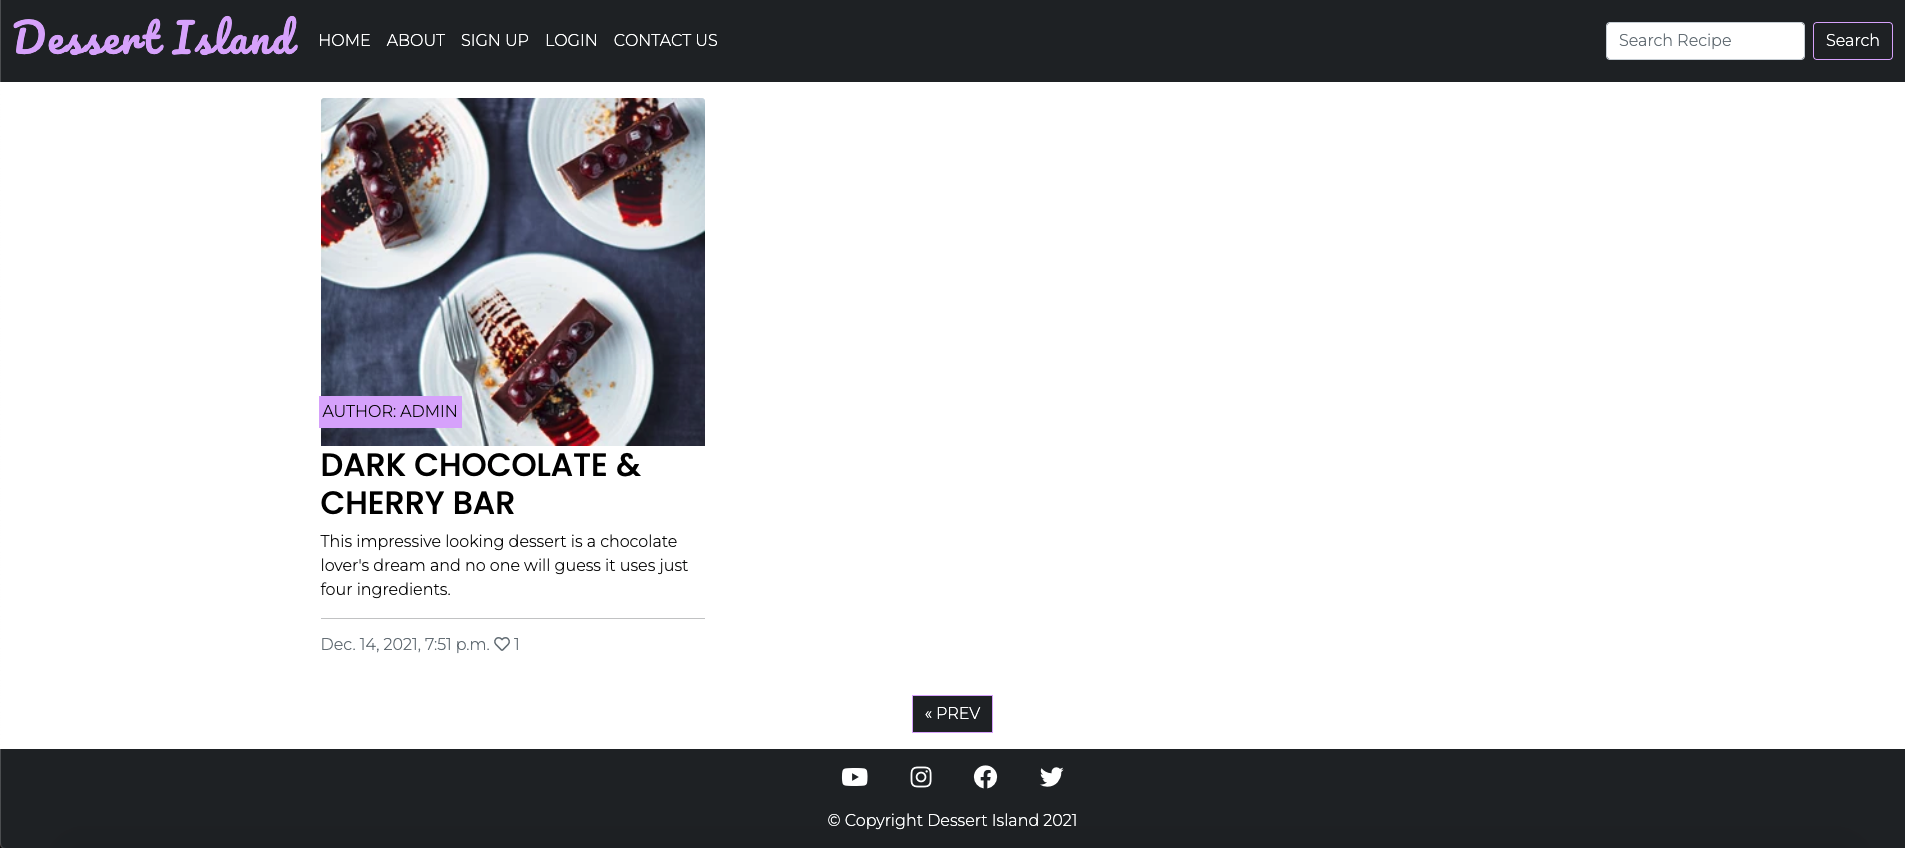 Dessert Island
HOME ABOUT SIGN UP LOGIN CONTACT US
Search Recipe
Search
AUTHOR: ADMIN
DARK CHOCOLATE &
CHERRY BAR
This impressive looking dessert is a chocolate
lover's dream and no one will guess it uses just
four ingredients.
Dec. 14, 2021, 7:51 p.m. 1
« PREV
© Copyright Dessert Island 2021